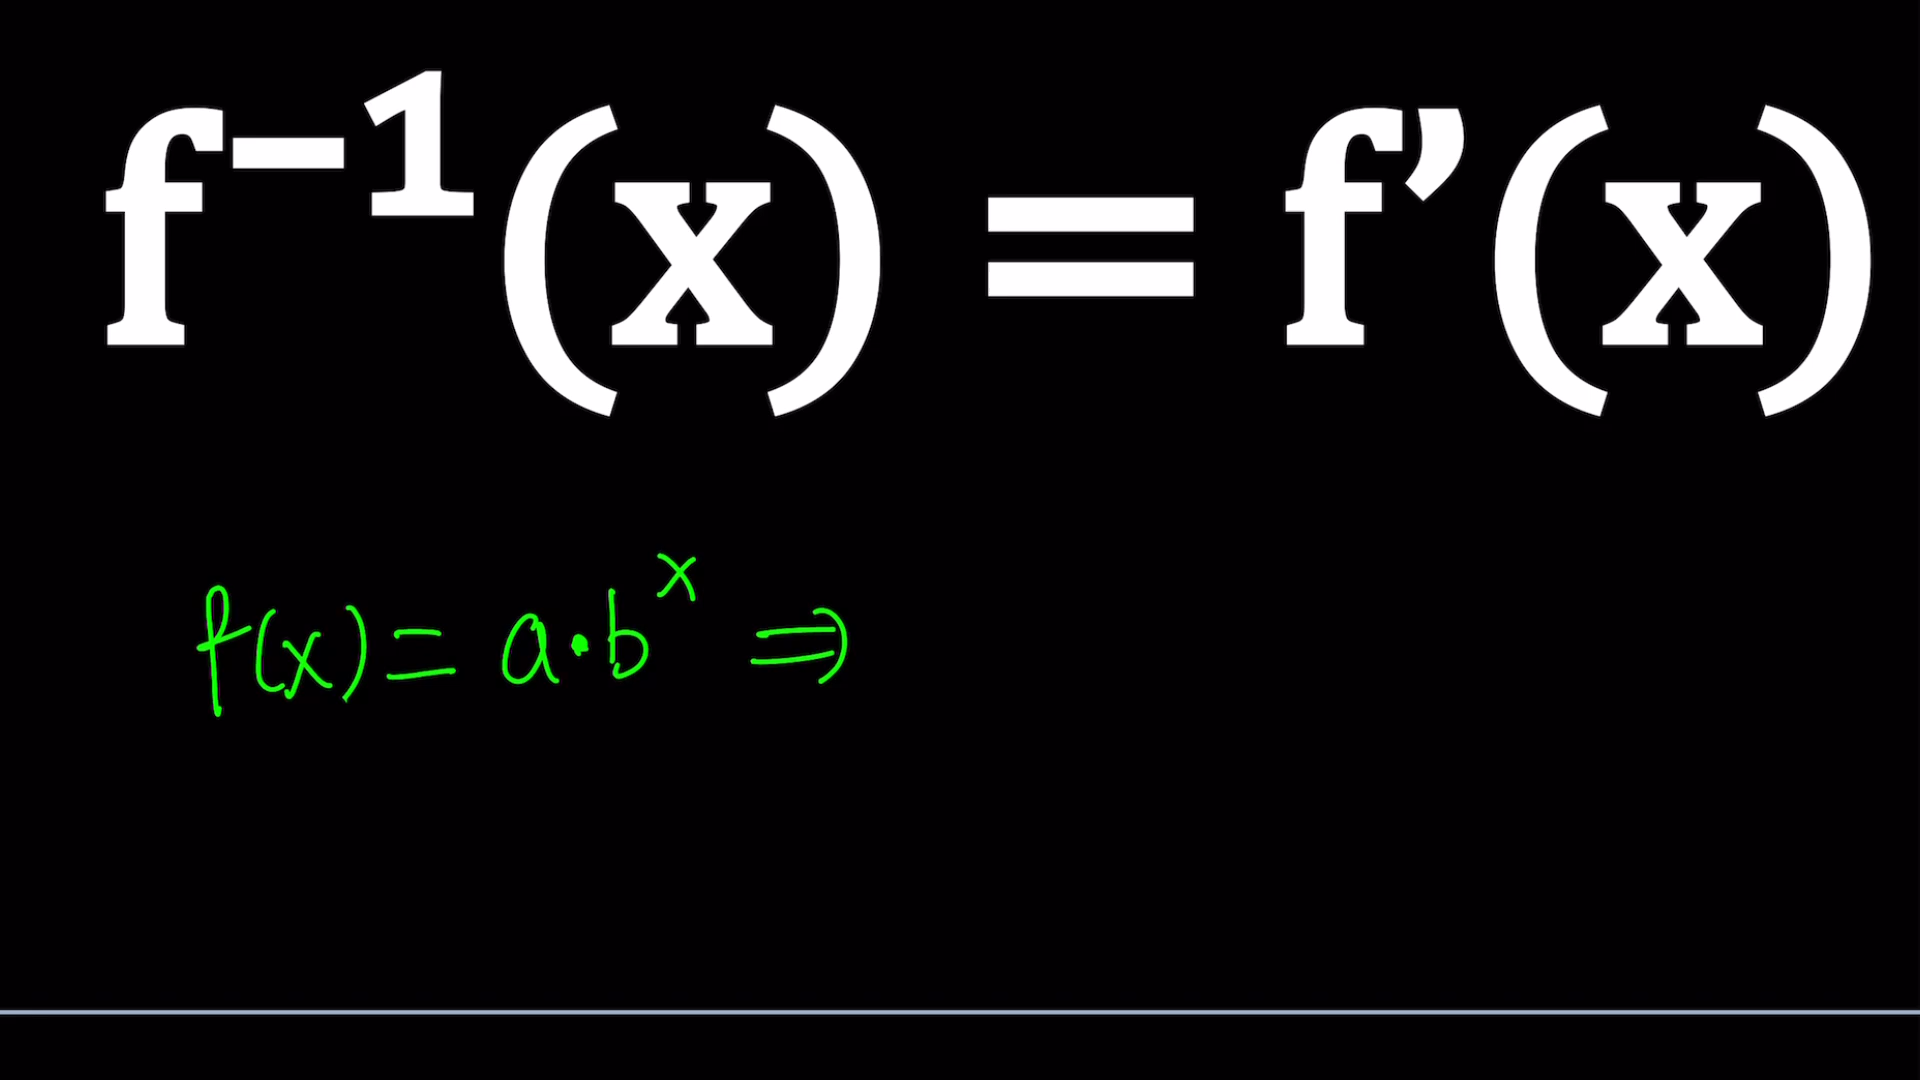 f⁻¹(x) = f’(x)
f(x) = a·bˣ ⇒